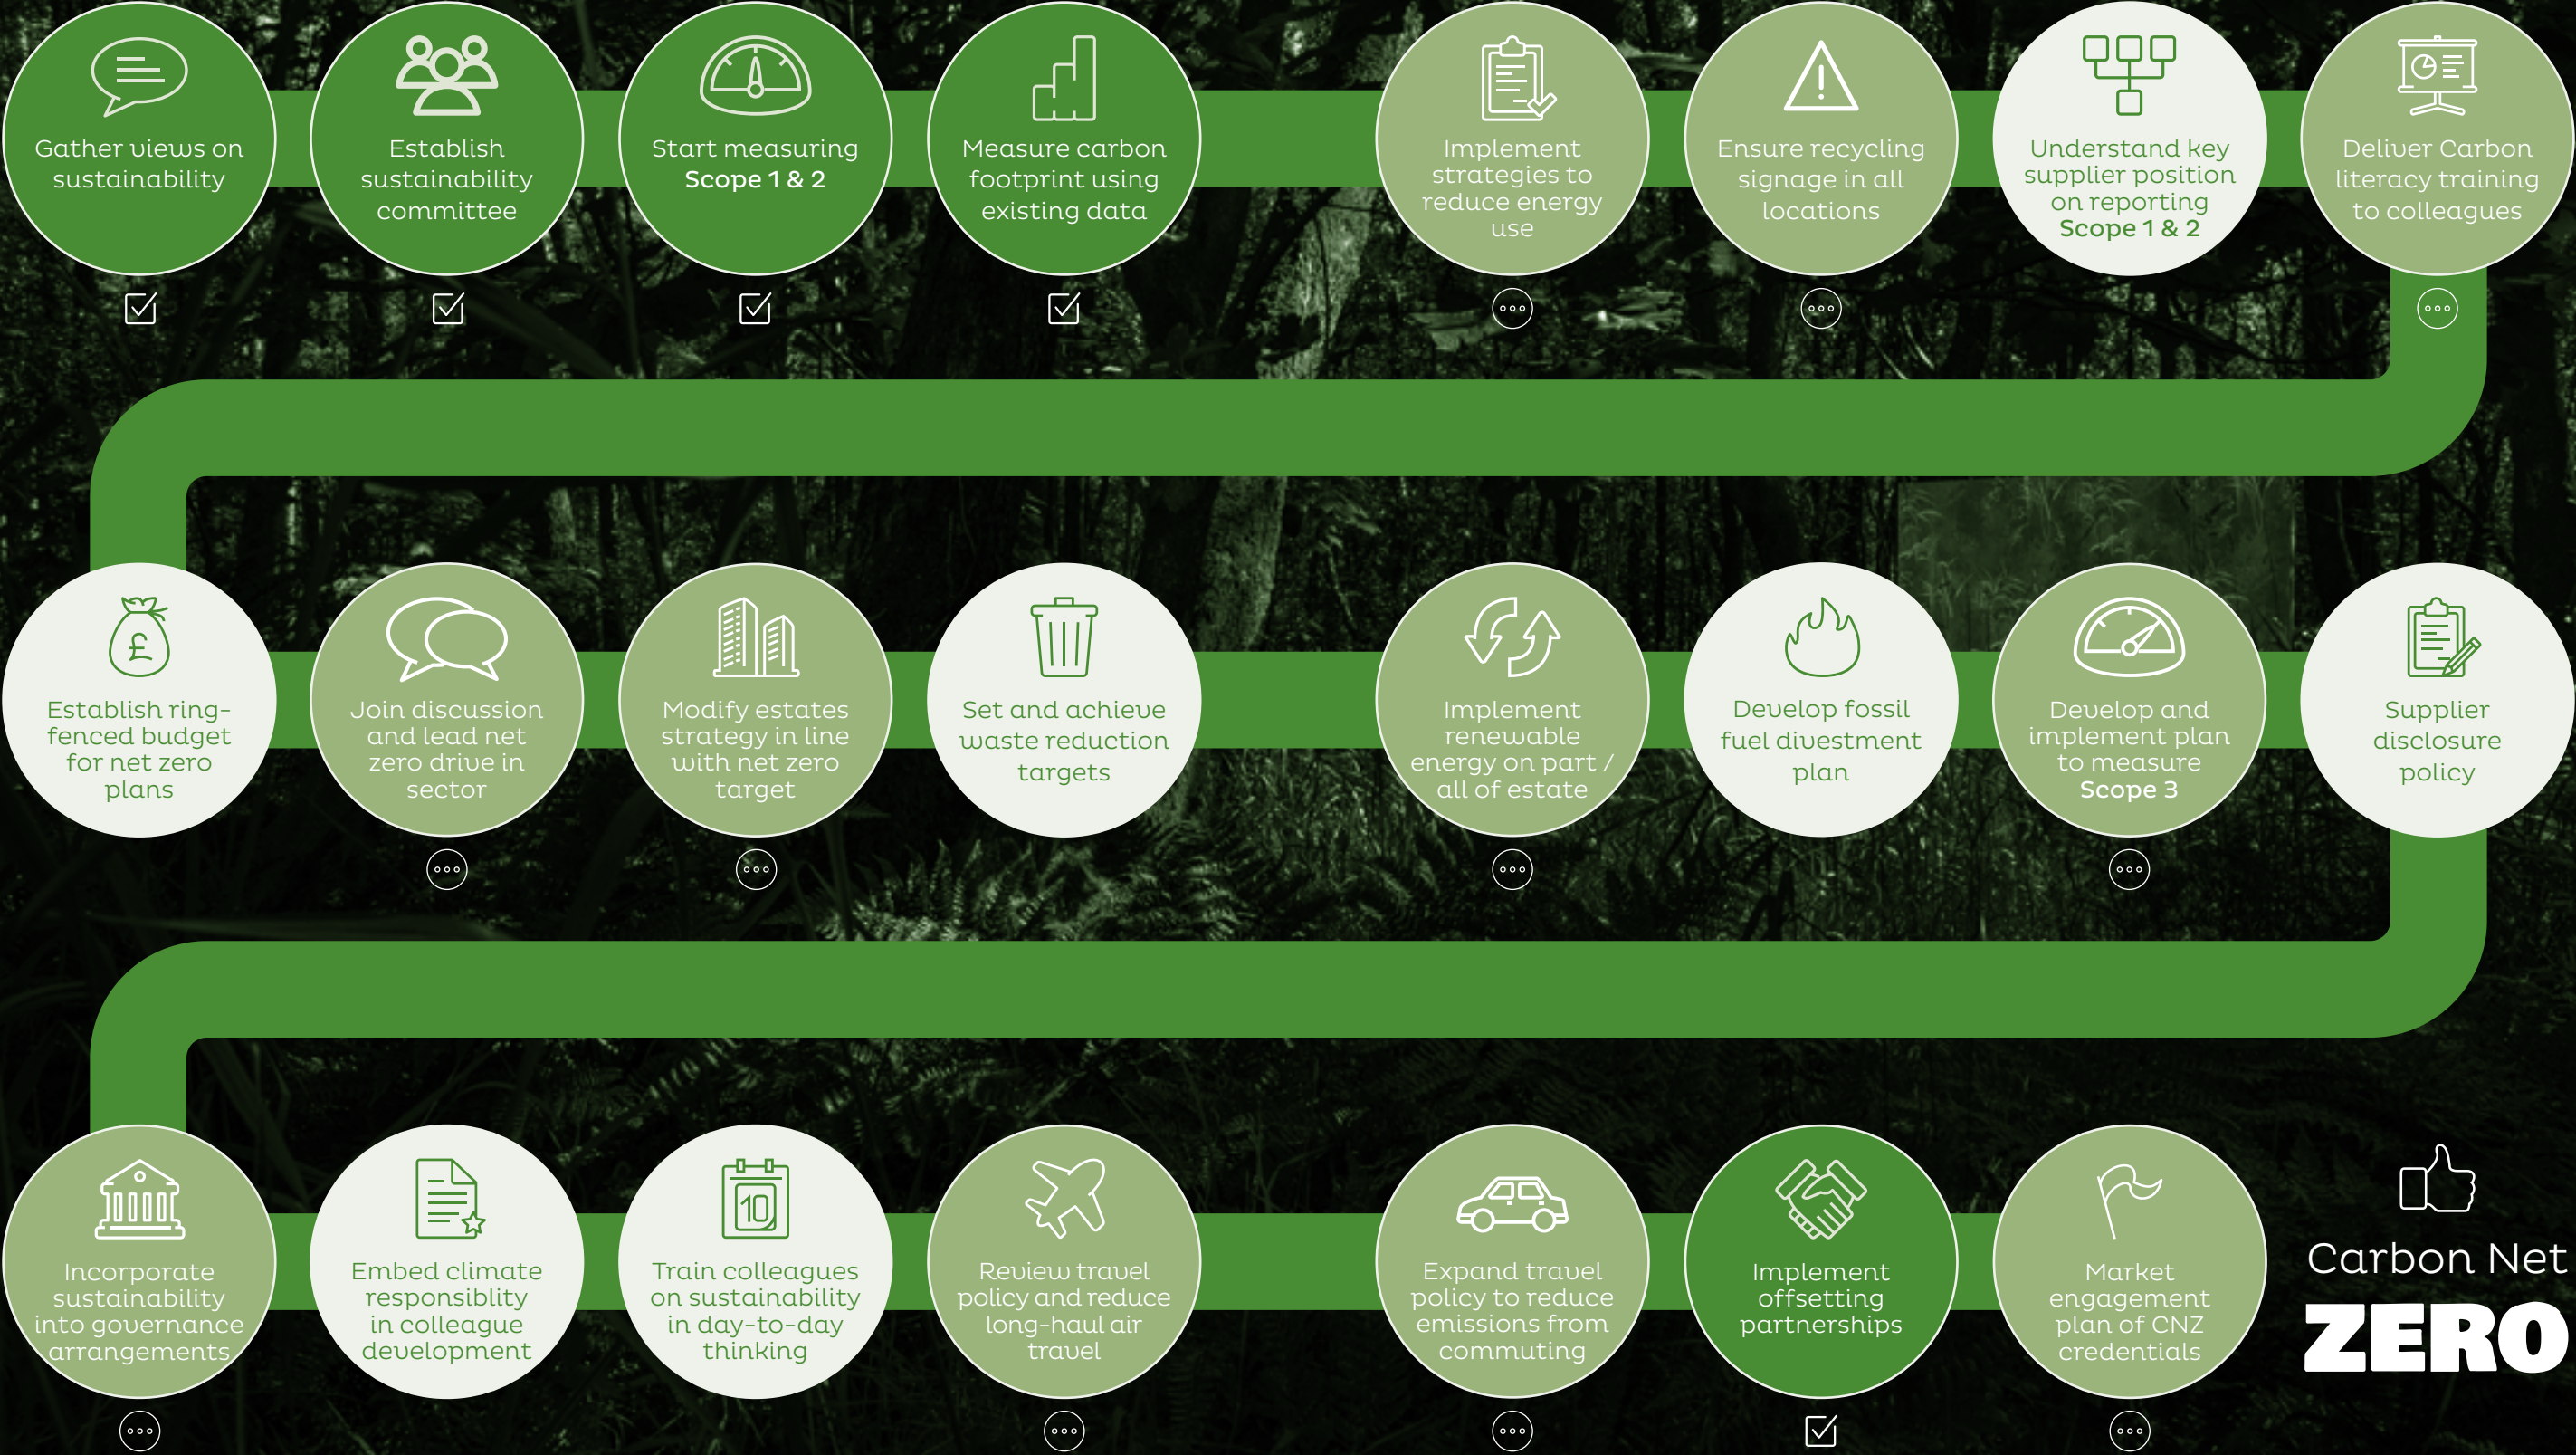 Gather views on
sustainability
Establish
sustainability
committee
Start measuring
Scope 1 & 2
Measure carbon
footprint using
existing data
Implement
strategies to
reduce energy
use
Ensure recycling
signage in all
locations
Understand key
supplier position
on reporting
Scope 1 & 2
Deliver Carbon
literacy training
to colleagues
£
Establish ring-
fenced budget
for net zero
plans
Join discussion
and lead net
zero drive in
sector
Modify estates
strategy in line
with net zero
target
Set and achieve
waste reduction
targets
Implement
renewable
energy on part /
all of estate
Develop fossil
fuel divestment
plan
Develop and
implement plan
to measure
Scope 3
Supplier
disclosure
policy
Incorporate
sustainability
into governance
arrangements
Embed climate
responsiblity
in colleague
development
10
Train colleagues
on sustainability
in day-to-day
thinking
Review travel
policy and reduce
long-haul air
travel
Expand travel
policy to reduce
emissions from
commuting
Implement
offsetting
partnerships
Market
engagement
plan of CNZ
credentials
Carbon Net
ZERO